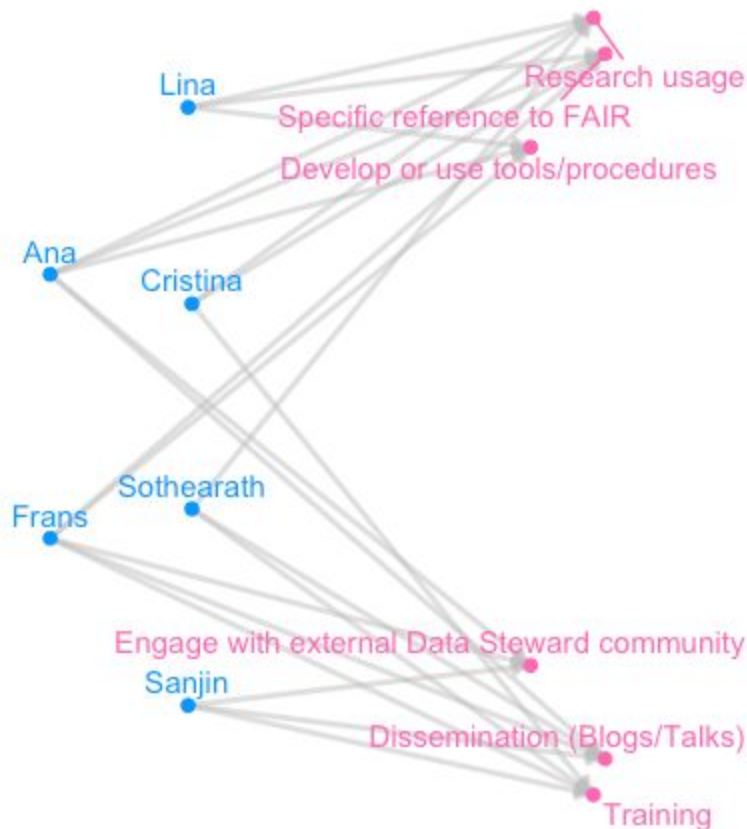 Lina
Research usage
Specific reference to FAIR
Develop or use tools/procedures
Ana
Cristina
Sothearath
Frans
Engage with external Data Steward community
Sanjin
Dissemination (Blogs/Talks)
Training